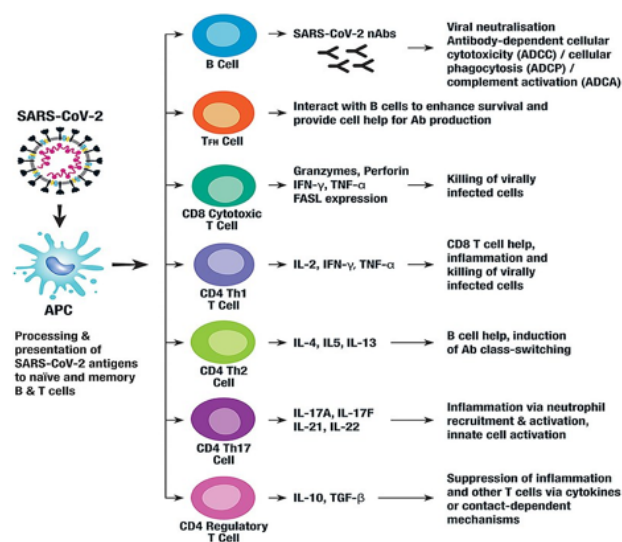 SARS-CoV-2
APC
Processing &
presentation of
SARS-CoV-2 antigens
to naïve and memory
B & T cells
B Cell
SARS-CoV-2 nAbs
Viral neutralisation
Antibody-dependent cellular
cytotoxicity (ADCC) / cellular
phagocytosis (ADCP) /
complement activation (ADCA)
TFH Cell
Interact with B cells to enhance survival and
provide cell help for Ab production
CD8 Cytotoxic
T Cell
Granzymes, Perforin
IFN-γ, TNF-α
FASL expression
Killing of virally
infected cells
CD4 Th1
T Cell
IL-2, IFN-γ, TNF-α
CD8 T cell help,
inflammation and
killing of virally
infected cells
CD4 Th2
Cell
IL-4, IL5, IL-13
B cell help, induction
of Ab class-switching
CD4 Th17
Cell
IL-17A, IL-17F
IL-21, IL-22
Inflammation via neutrophil
recruitment & activation,
innate cell activation
CD4 Regulatory
T Cell
IL-10, TGF-β
Suppression of inflammation
and other T cells via cytokines
or contact-dependent
mechanisms